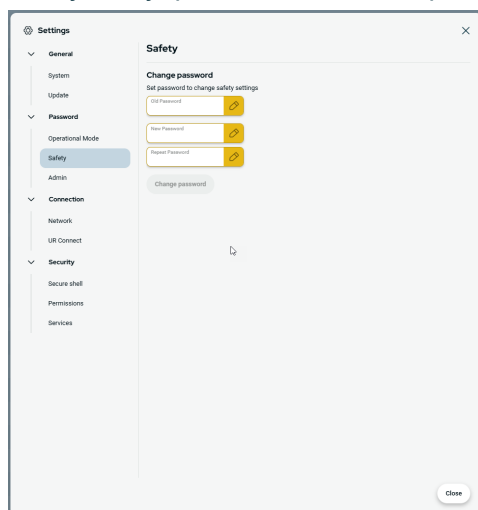 Settings
General
System
Update
Password
Operational Mode
Safety
Admin
Connection
Network
UR Connect
Security
Secure shell
Permissions
Services
Safety
Change password
Set password to change safety settings
Old Password
New Password
Repeat Password
Change password
Close